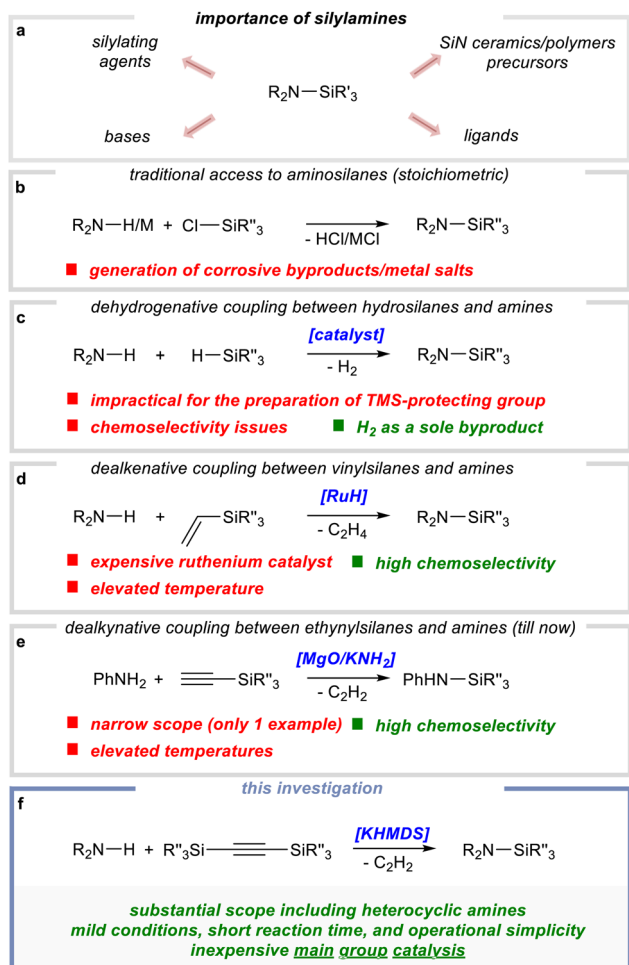 importance of silylamines
a
silylating
agents
SiN ceramics/polymers
precursors
R₂N—SiR'₃
bases
ligands
traditional access to aminosilanes (stoichiometric)
b
R₂N—H/M + Cl—SiR"₃
- HCl/MCl
R₂N—SiR"₃
generation of corrosive byproducts/metal salts
dehydrogenative coupling between hydrosilanes and amines
c
[catalyst]
R₂N—H + H—SiR"₃
- H₂
R₂N—SiR"₃
impractical for the preparation of TMS-protecting group
chemoselectivity issues
H₂ as a sole byproduct
dealkenative coupling between vinylsilanes and amines
d
[RuH]
R₂N—H + SiR"₃
- C₂H₄
R₂N—SiR"₃
expensive ruthenium catalyst
high chemoselectivity
elevated temperature
dealkynative coupling between ethynylsilanes and amines (till now)
e
[MgO/KNH₂]
PhNH₂ + SiR"₃
- C₂H₂
PhHN—SiR"₃
narrow scope (only 1 example)
high chemoselectivity
elevated temperatures
this investigation
f
[KHMDS]
R₂N—H + R"₃Si SiR"₃
- C₂H₂
R₂N—SiR"₃
substantial scope including heterocyclic amines
mild conditions, short reaction time, and operational simplicity
inexpensive main group catalysis